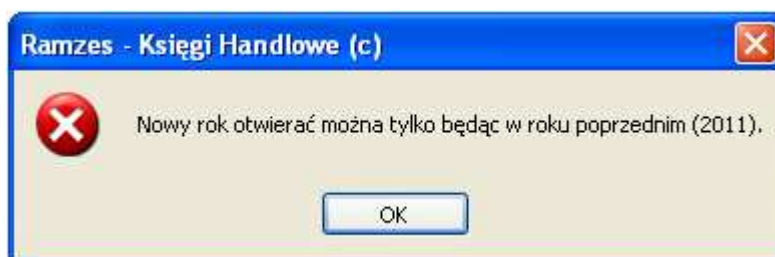 Ramzes - Księgi Handlowe (c)
Nowy rok otwierać można tylko będąc w roku poprzednim (2011).
OK